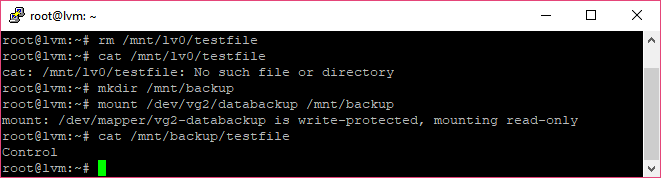 root@lvm: ~
root@lvm:~# rm /mnt/lv0/testfile
root@lvm:~# cat /mnt/lv0/testfile
cat: /mnt/lv0/testfile: No such file or directory
root@lvm:~# mkdir /mnt/backup
root@lvm:~# mount /dev/vg2/databackup /mnt/backup
mount: /dev/mapper/vg2-databackup is write-protected, mounting read-only
root@lvm:~# cat /mnt/backup/testfile
Control
root@lvm:~#